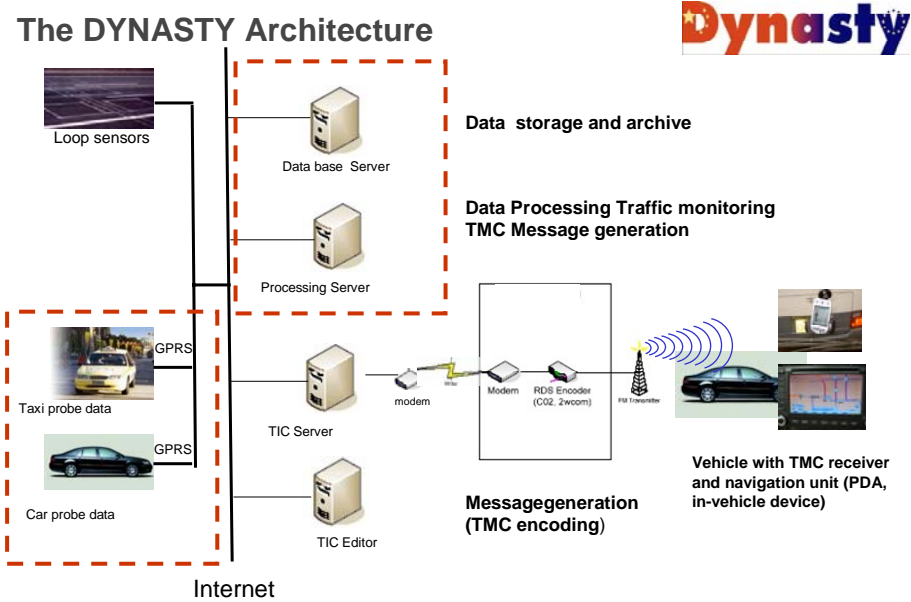 The DYNASTY Architecture
Dynasty
Loop sensors
Data base Server
Data storage and archive
Processing Server
Data Processing Traffic monitoring
TMC Message generation
GPRS
Taxi probe data
GPRS
Car probe data
TIC Server
modem
Modem
RDS Encoder
(C02, 2wcom)
FM Transmitter
TIC Editor
Messagegeneration
(TMC encoding)
Vehicle with TMC receiver
and navigation unit (PDA,
in-vehicle device)
Internet